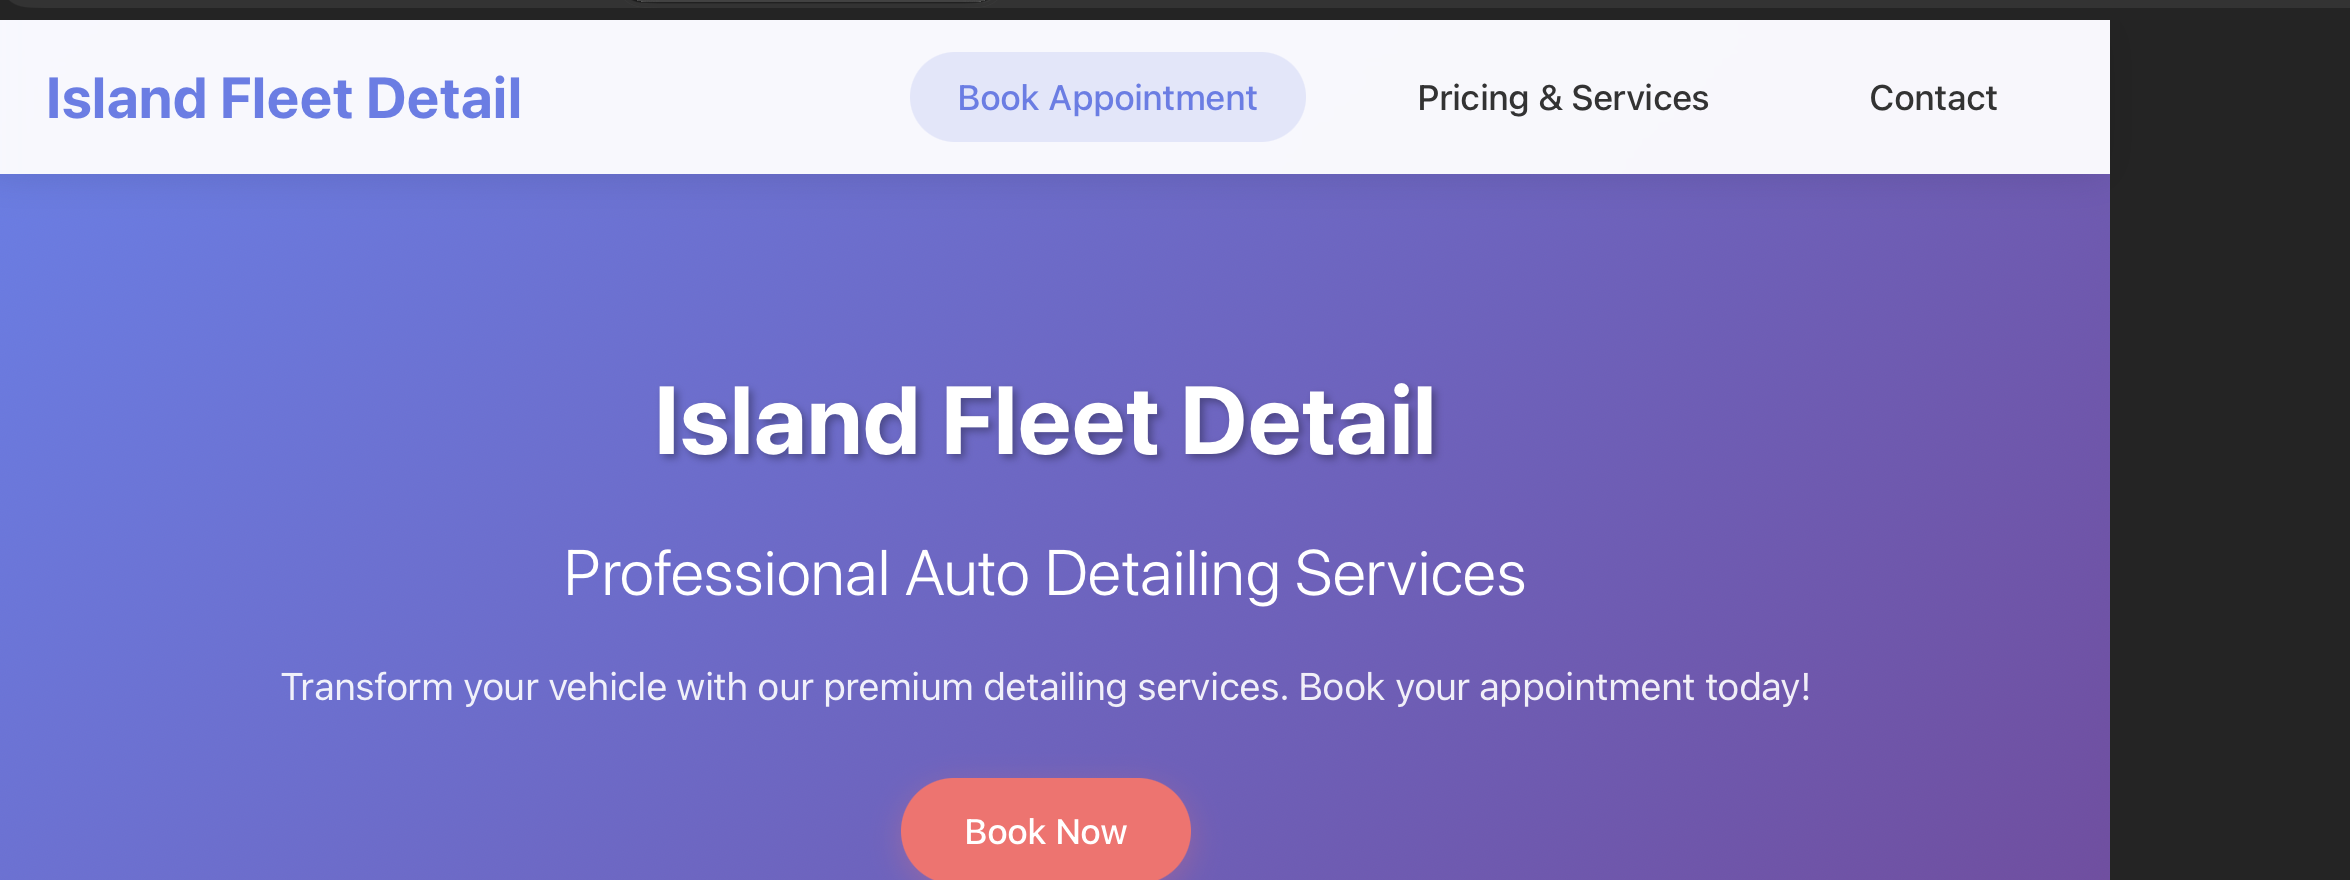 Island Fleet Detail
Book Appointment
Pricing & Services
Contact
Island Fleet Detail
Professional Auto Detailing Services
Transform your vehicle with our premium detailing services. Book your appointment today!
Book Now